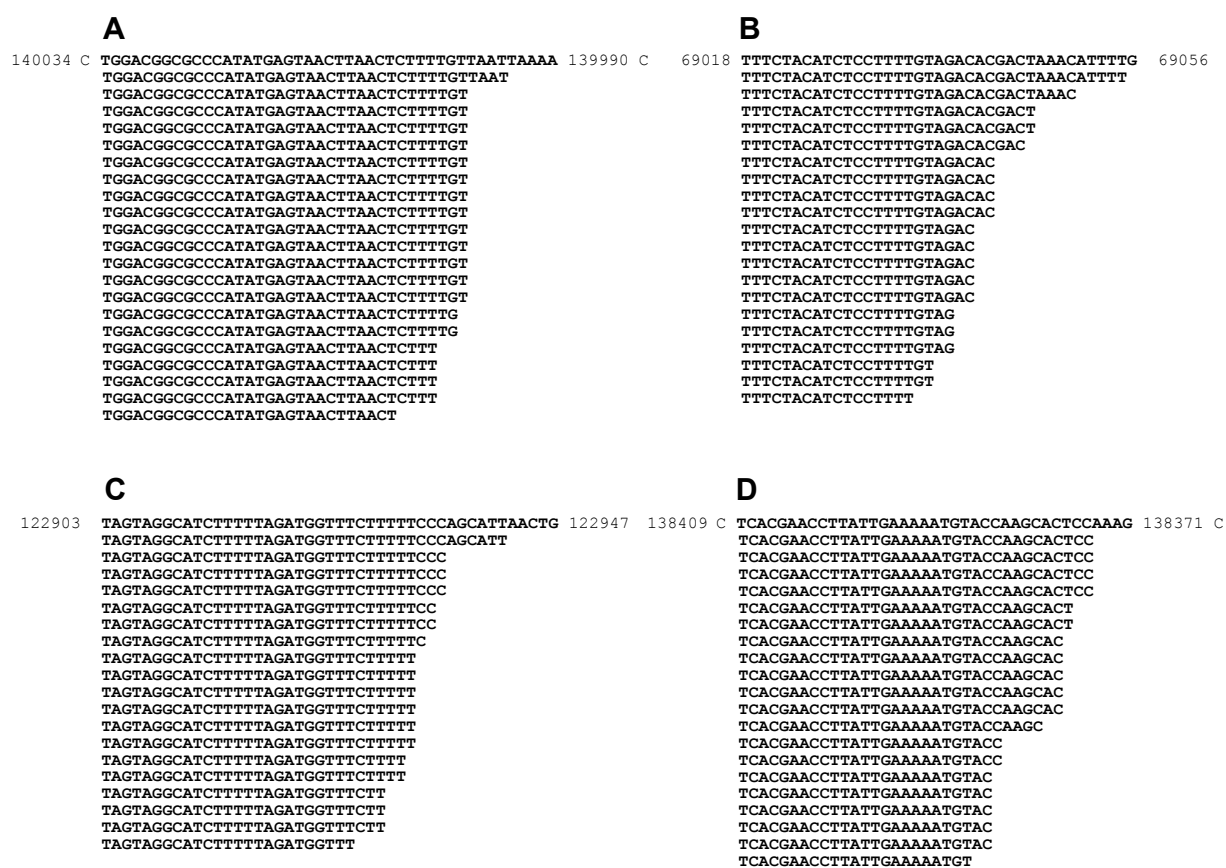 A
140034 C TGGACGGCGCCCATATGAGTAACTTAACTCTTTTGTTAATTAAAA 139990 C
TGGACGGCGCCCATATGAGTAACTTAACTCTTTTGTTAAT
TGGACGGCGCCCATATGAGTAACTTAACTCTTTTGT
TGGACGGCGCCCATATGAGTAACTTAACTCTTTTGT
TGGACGGCGCCCATATGAGTAACTTAACTCTTTTGT
TGGACGGCGCCCATATGAGTAACTTAACTCTTTTGT
TGGACGGCGCCCATATGAGTAACTTAACTCTTTTGT
TGGACGGCGCCCATATGAGTAACTTAACTCTTTTGT
TGGACGGCGCCCATATGAGTAACTTAACTCTTTTGT
TGGACGGCGCCCATATGAGTAACTTAACTCTTTTGT
TGGACGGCGCCCATATGAGTAACTTAACTCTTTTGT
TGGACGGCGCCCATATGAGTAACTTAACTCTTTTGT
TGGACGGCGCCCATATGAGTAACTTAACTCTTTTGT
TGGACGGCGCCCATATGAGTAACTTAACTCTTTTGT
TGGACGGCGCCCATATGAGTAACTTAACTCTTTTGT
TGGACGGCGCCCATATGAGTAACTTAACTCTTTTG
TGGACGGCGCCCATATGAGTAACTTAACTCTTTTG
TGGACGGCGCCCATATGAGTAACTTAACTCTTT
TGGACGGCGCCCATATGAGTAACTTAACTCTTT
TGGACGGCGCCCATATGAGTAACTTAACTCTTT
TGGACGGCGCCCATATGAGTAACTTAACTCTTT
TGGACGGCGCCCATATGAGTAACTTAACT
B
69018 TTTCTACATCTCCTTTTGTAGACACGACTAAACATTTTG 69056
TTTCTACATCTCCTTTTGTAGACACGACTAAACATTTT
TTTCTACATCTCCTTTTGTAGACACGACTAAAC
TTTCTACATCTCCTTTTGTAGACACGACT
TTTCTACATCTCCTTTTGTAGACACGACT
TTTCTACATCTCCTTTTGTAGACACGAC
TTTCTACATCTCCTTTTGTAGACAC
TTTCTACATCTCCTTTTGTAGACAC
TTTCTACATCTCCTTTTGTAGACAC
TTTCTACATCTCCTTTTGTAGACAC
TTTCTACATCTCCTTTTGTAGAC
TTTCTACATCTCCTTTTGTAGAC
TTTCTACATCTCCTTTTGTAGAC
TTTCTACATCTCCTTTTGTAGAC
TTTCTACATCTCCTTTTGTAGAC
TTTCTACATCTCCTTTTGTAG
TTTCTACATCTCCTTTTGTAG
TTTCTACATCTCCTTTTGTAG
TTTCTACATCTCCTTTTGT
TTTCTACATCTCCTTTTGT
TTTCTACATCTCCTTTT
C
122903 TAGTAGGCATCTTTTTAGATGGTTTCTTTTTCCCAGCATTAACTG 122947
TAGTAGGCATCTTTTTAGATGGTTTCTTTTTCCCAGCATT
TAGTAGGCATCTTTTTAGATGGTTTCTTTTTCCC
TAGTAGGCATCTTTTTAGATGGTTTCTTTTTCCC
TAGTAGGCATCTTTTTAGATGGTTTCTTTTTCCC
TAGTAGGCATCTTTTTAGATGGTTTCTTTTTCC
TAGTAGGCATCTTTTTAGATGGTTTCTTTTTCC
TAGTAGGCATCTTTTTAGATGGTTTCTTTTTC
TAGTAGGCATCTTTTTAGATGGTTTCTTTTT
TAGTAGGCATCTTTTTAGATGGTTTCTTTTT
TAGTAGGCATCTTTTTAGATGGTTTCTTTTT
TAGTAGGCATCTTTTTAGATGGTTTCTTTTT
TAGTAGGCATCTTTTTAGATGGTTTCTTTTT
TAGTAGGCATCTTTTTAGATGGTTTCTTTTT
TAGTAGGCATCTTTTTAGATGGTTTCTTTT
TAGTAGGCATCTTTTTAGATGGTTTCTTTT
TAGTAGGCATCTTTTTAGATGGTTTCTT
TAGTAGGCATCTTTTTAGATGGTTTCTT
TAGTAGGCATCTTTTTAGATGGTTTCTT
TAGTAGGCATCTTTTTAGATGGTTT
D
138409 C TCACGAACCTTATTGAAAAATGTACCAAGCACTCCAAAG 138371 C
TCACGAACCTTATTGAAAAATGTACCAAGCACTCC
TCACGAACCTTATTGAAAAATGTACCAAGCACTCC
TCACGAACCTTATTGAAAAATGTACCAAGCACTCC
TCACGAACCTTATTGAAAAATGTACCAAGCACTCC
TCACGAACCTTATTGAAAAATGTACCAAGCACT
TCACGAACCTTATTGAAAAATGTACCAAGCACT
TCACGAACCTTATTGAAAAATGTACCAAGCAC
TCACGAACCTTATTGAAAAATGTACCAAGCAC
TCACGAACCTTATTGAAAAATGTACCAAGCAC
TCACGAACCTTATTGAAAAATGTACCAAGCAC
TCACGAACCTTATTGAAAAATGTACCAAGCAC
TCACGAACCTTATTGAAAAATGTACCAAGC
TCACGAACCTTATTGAAAAATGTACC
TCACGAACCTTATTGAAAAATGTACC
TCACGAACCTTATTGAAAAATGTAC
TCACGAACCTTATTGAAAAATGTAC
TCACGAACCTTATTGAAAAATGTAC
TCACGAACCTTATTGAAAAATGTAC
TCACGAACCTTATTGAAAAATGTAC
TCACGAACCTTATTGAAAAATGT